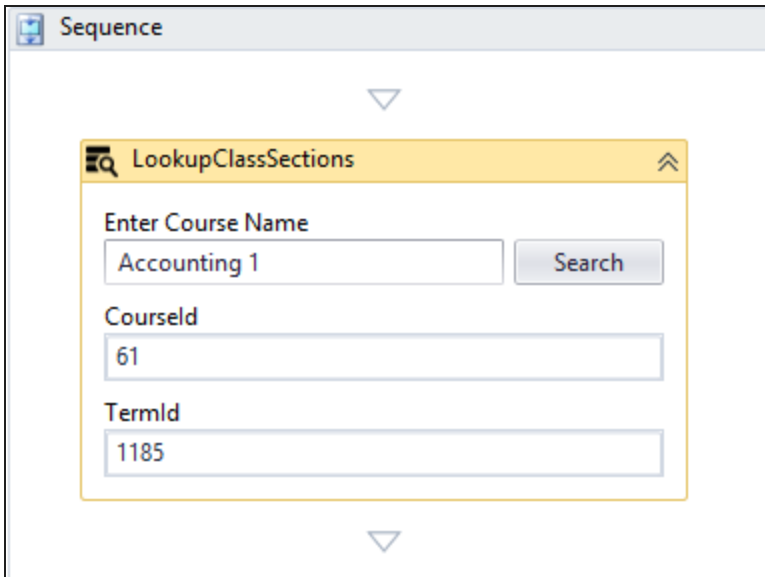 Sequence
LookupClassSections
Enter Course Name
Accounting 1
Search
CourseId
61
TermId
1185